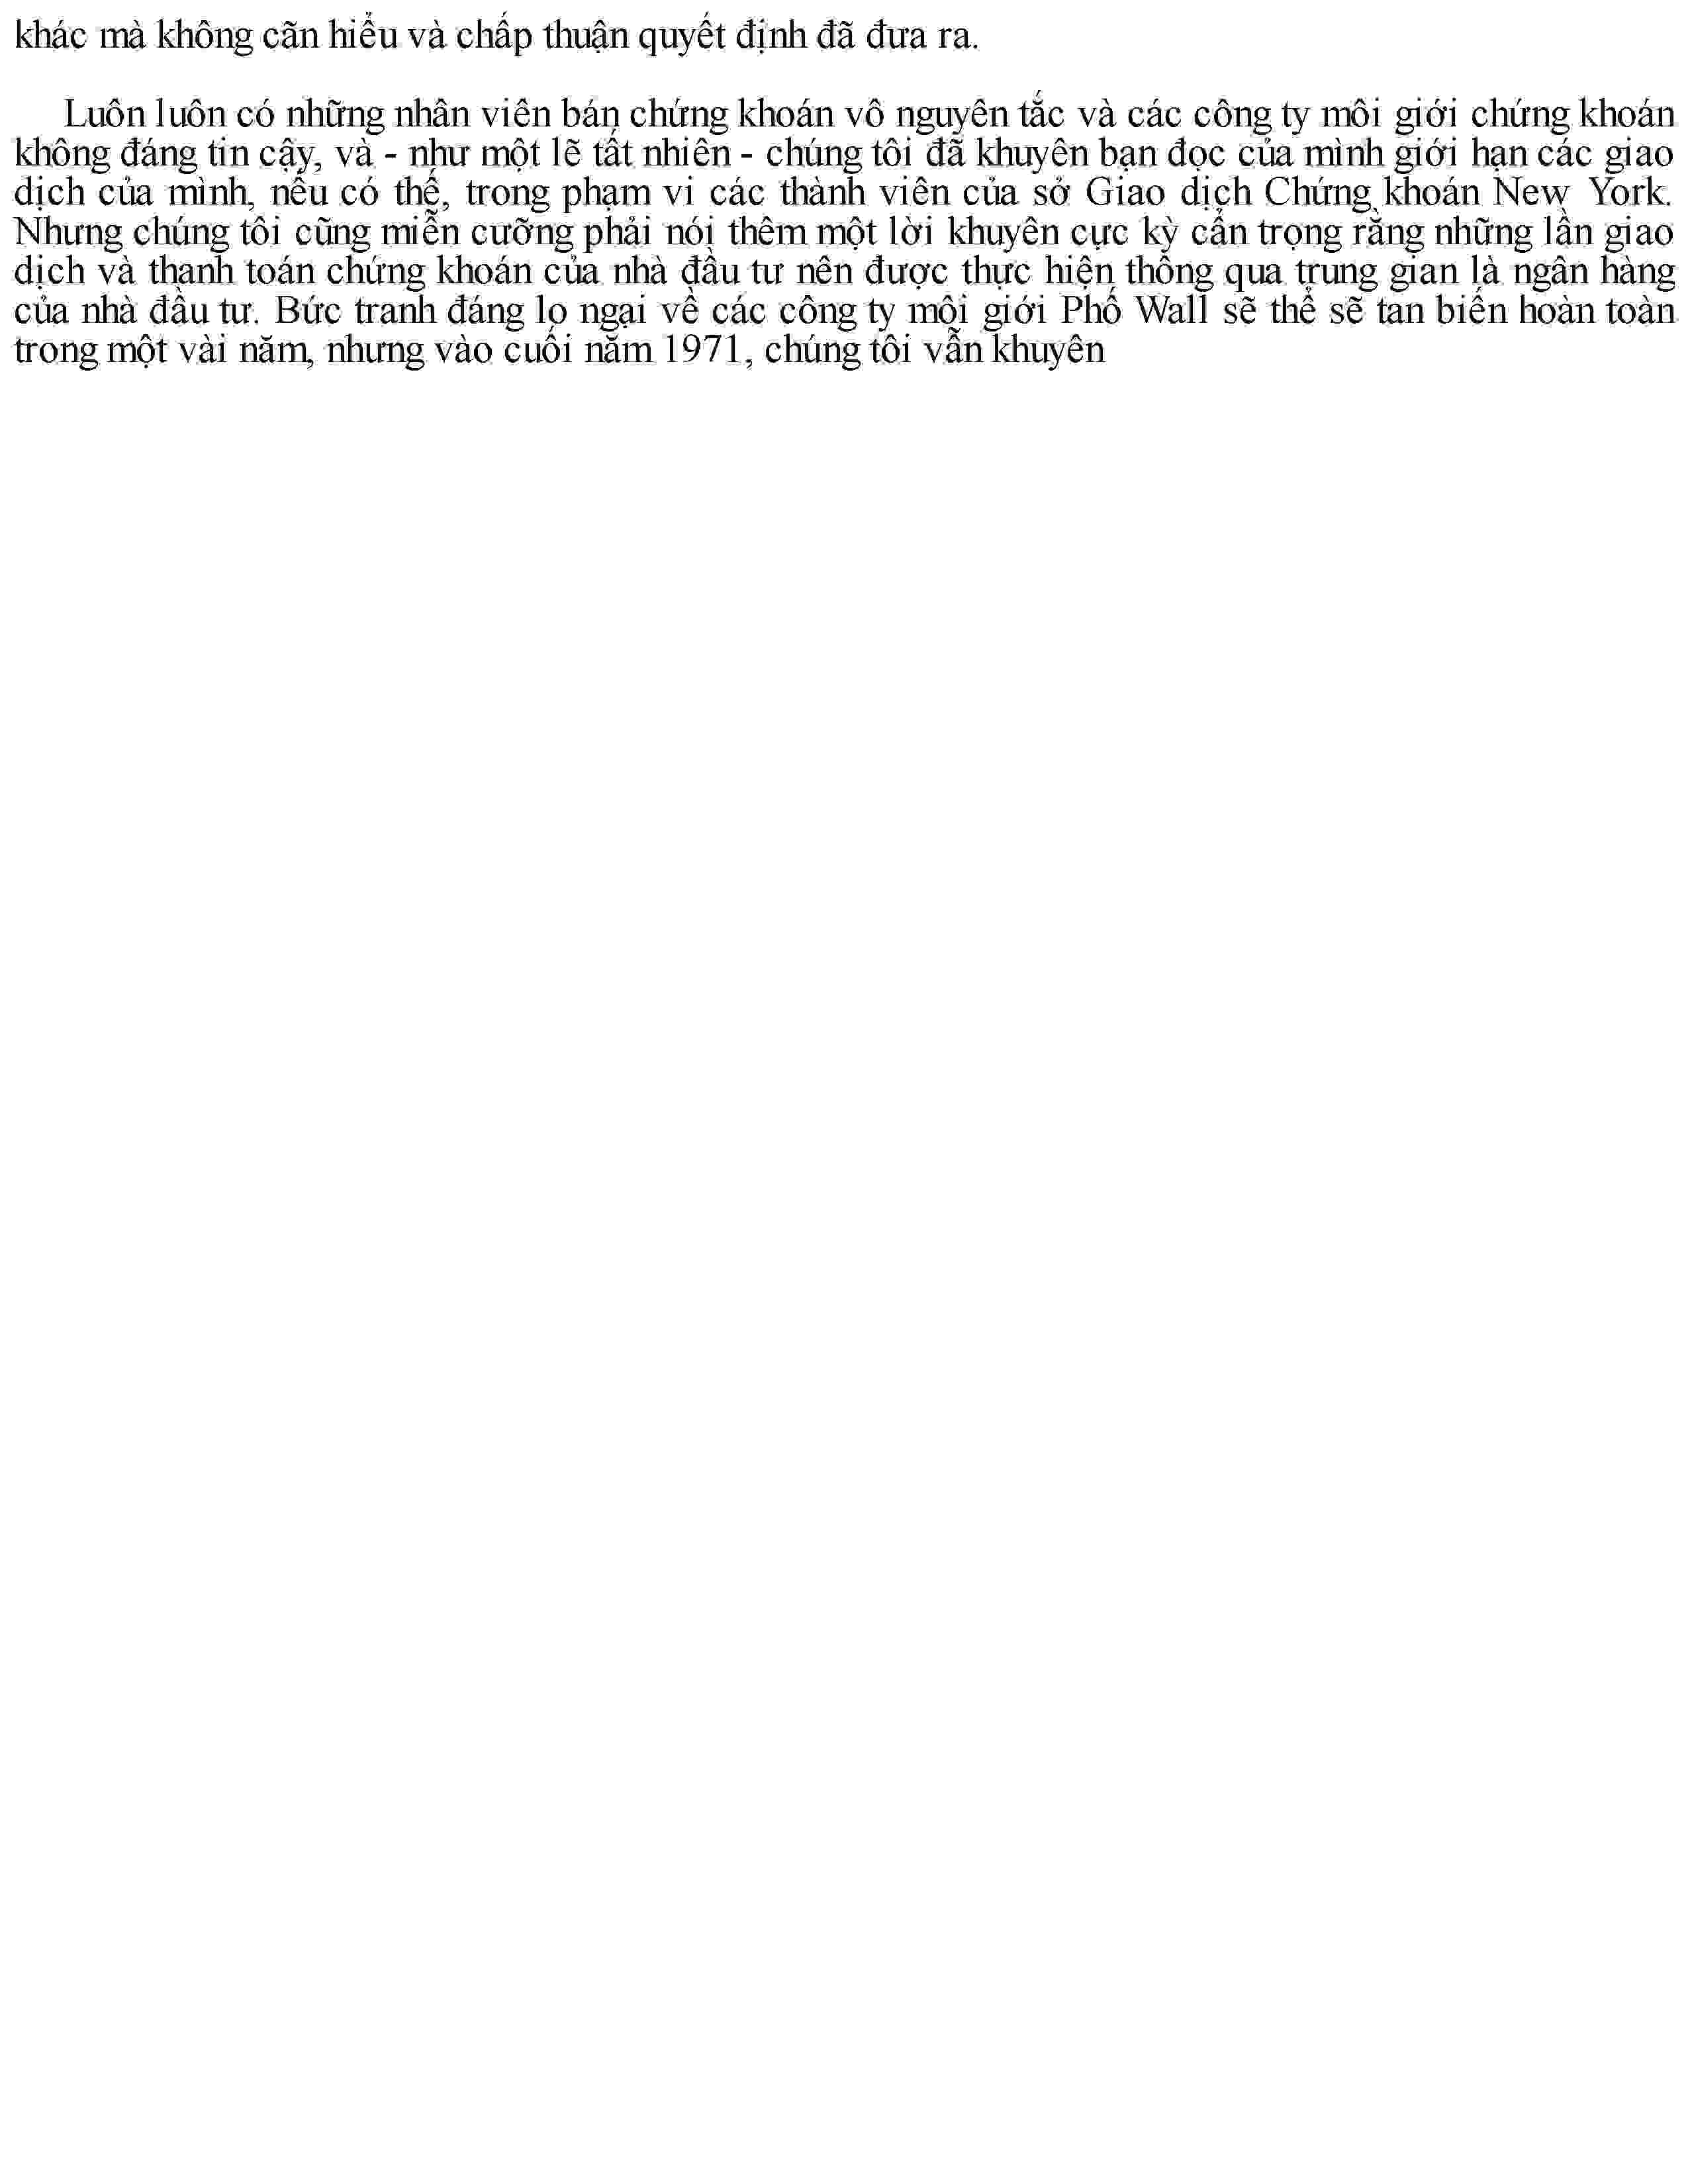 khác mà không cãn hiểu và chấp thuận quyết định đã đưa ra.
Luôn luôn có những nhân viên bán chứng khoán vô nguyên tắc và các công ty môi giới chứng khoán
không đáng tin cậy, và - như một lẽ tất nhiên - chúng tôi đã khuyên bạn đọc của mình giới hạn các giao
dịch của mình, nếu có thể, trong phạm vi các thành viên của sở Giao dịch Chứng khoán New York.
Nhưng chúng tôi cũng miễn cưỡng phải nói thêm một lời khuyên cực kỳ cẩn trọng rằng những lần giao
dịch và thanh toán chứng khoán của nhà đầu tư nên được thực hiện thông qua trung gian là ngân hàng
của nhà đầu tư. Bức tranh đáng lo ngại về các công ty môi giới Phố Wall sẽ thể sẽ tan biến hoàn toàn
trong một vài năm, nhưng vào cuối năm 1971, chúng tôi vẫn khuyên